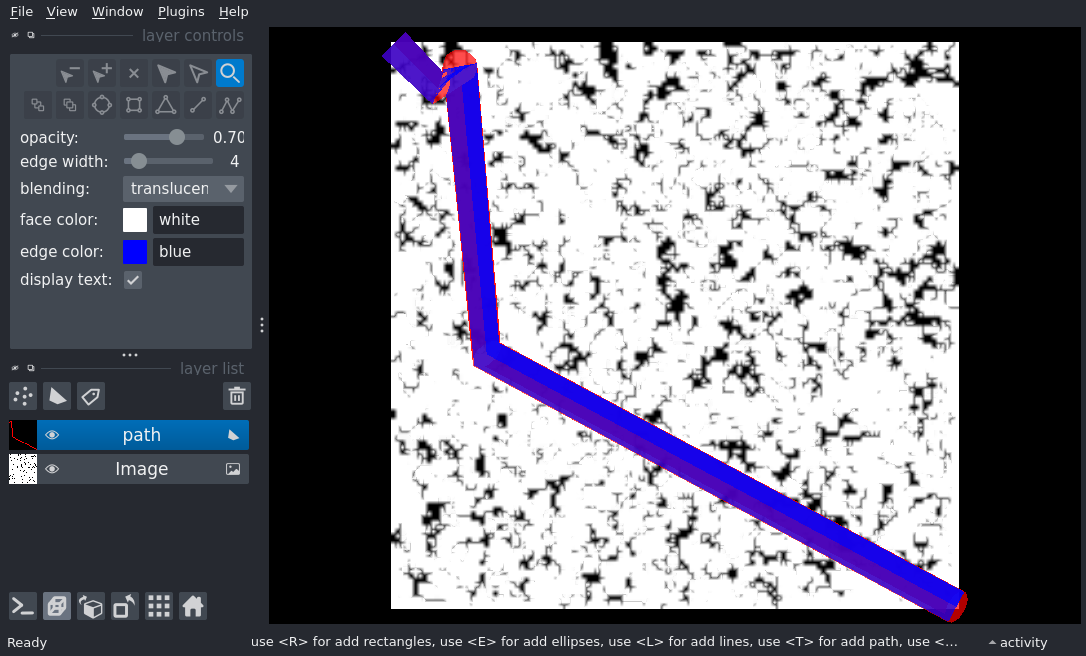 File View Window Plugins Help
layer controls
opacity: 0.70
edge width: 4
blending: translucen
face color: white
edge color: blue
display text:
layer list
path
Image
Ready
use <R> for add rectangles, use <E> for add ellipses, use <L> for add lines, use <T> for add path, use <...
activity